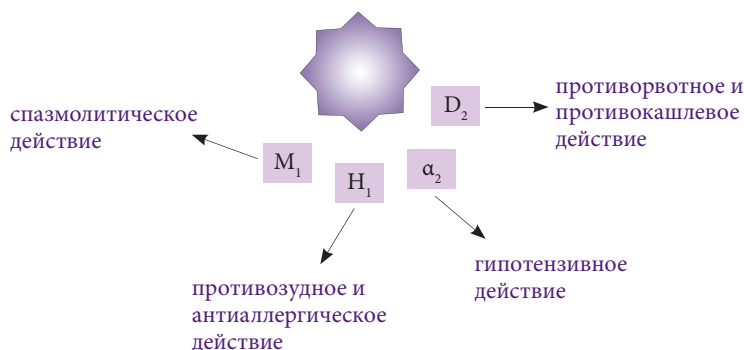 спазмолитическое
действие
M₁
H₁
α₂
D₂
противорвотное и
противокашлевое
действие
гипотензивное
действие
противозудное и
антиаллергическое
действие